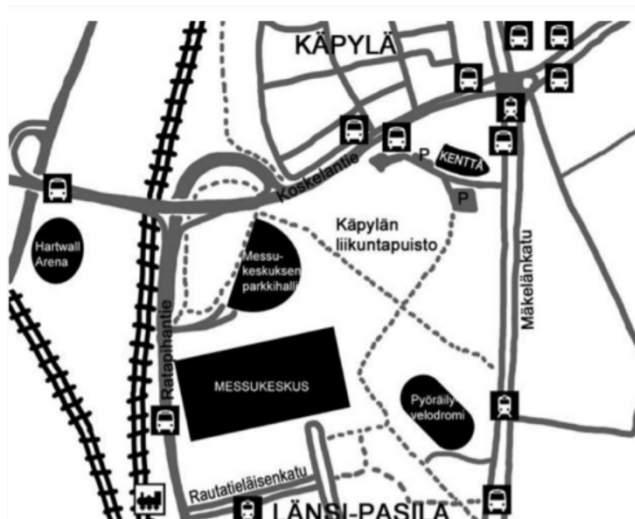 KÄPYLÄ
KENTTÄ
P
P
Koskelantie
Käpylän
liikuntapuisto
Mäkelänkatu
Hartwall
Arena
Messu-
keskuksen
parkkihalli
Ratapihantie
MESSUKESKUS
Pyöräily-
velodromi
Rautatieläisenkatu
LÄNSI-PASILA